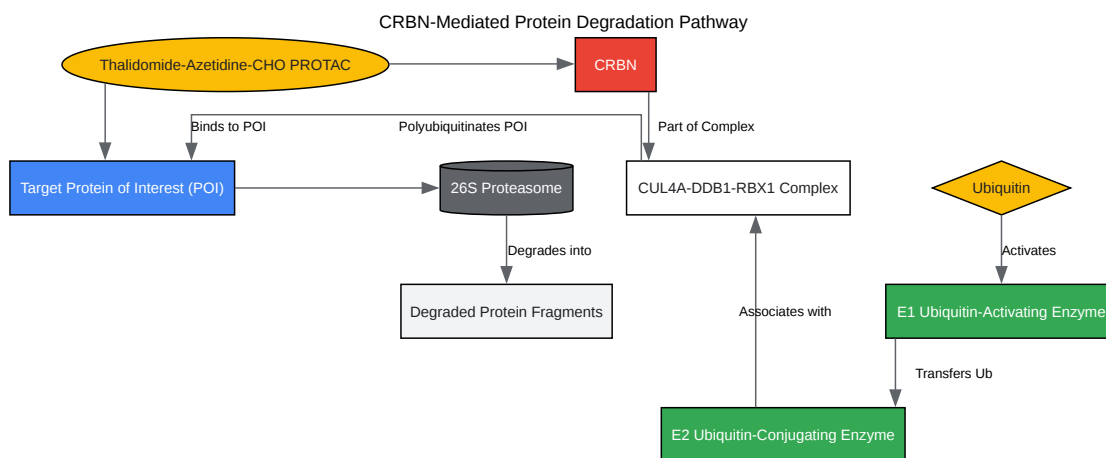 CRBN-Mediated Protein Degradation Pathway
Thalidomide-Azetidine-CHO PROTAC
CRBN
Binds to POI
Polyubiquitinates POI
Part of Complex
Target Protein of Interest (POI)
26S Proteasome
CUL4A-DDB1-RBX1 Complex
Ubiquitin
Degrades into
Activates
Degraded Protein Fragments
Associates with
E1 Ubiquitin-Activating Enzyme
Transfers Ub
E2 Ubiquitin-Conjugating Enzyme